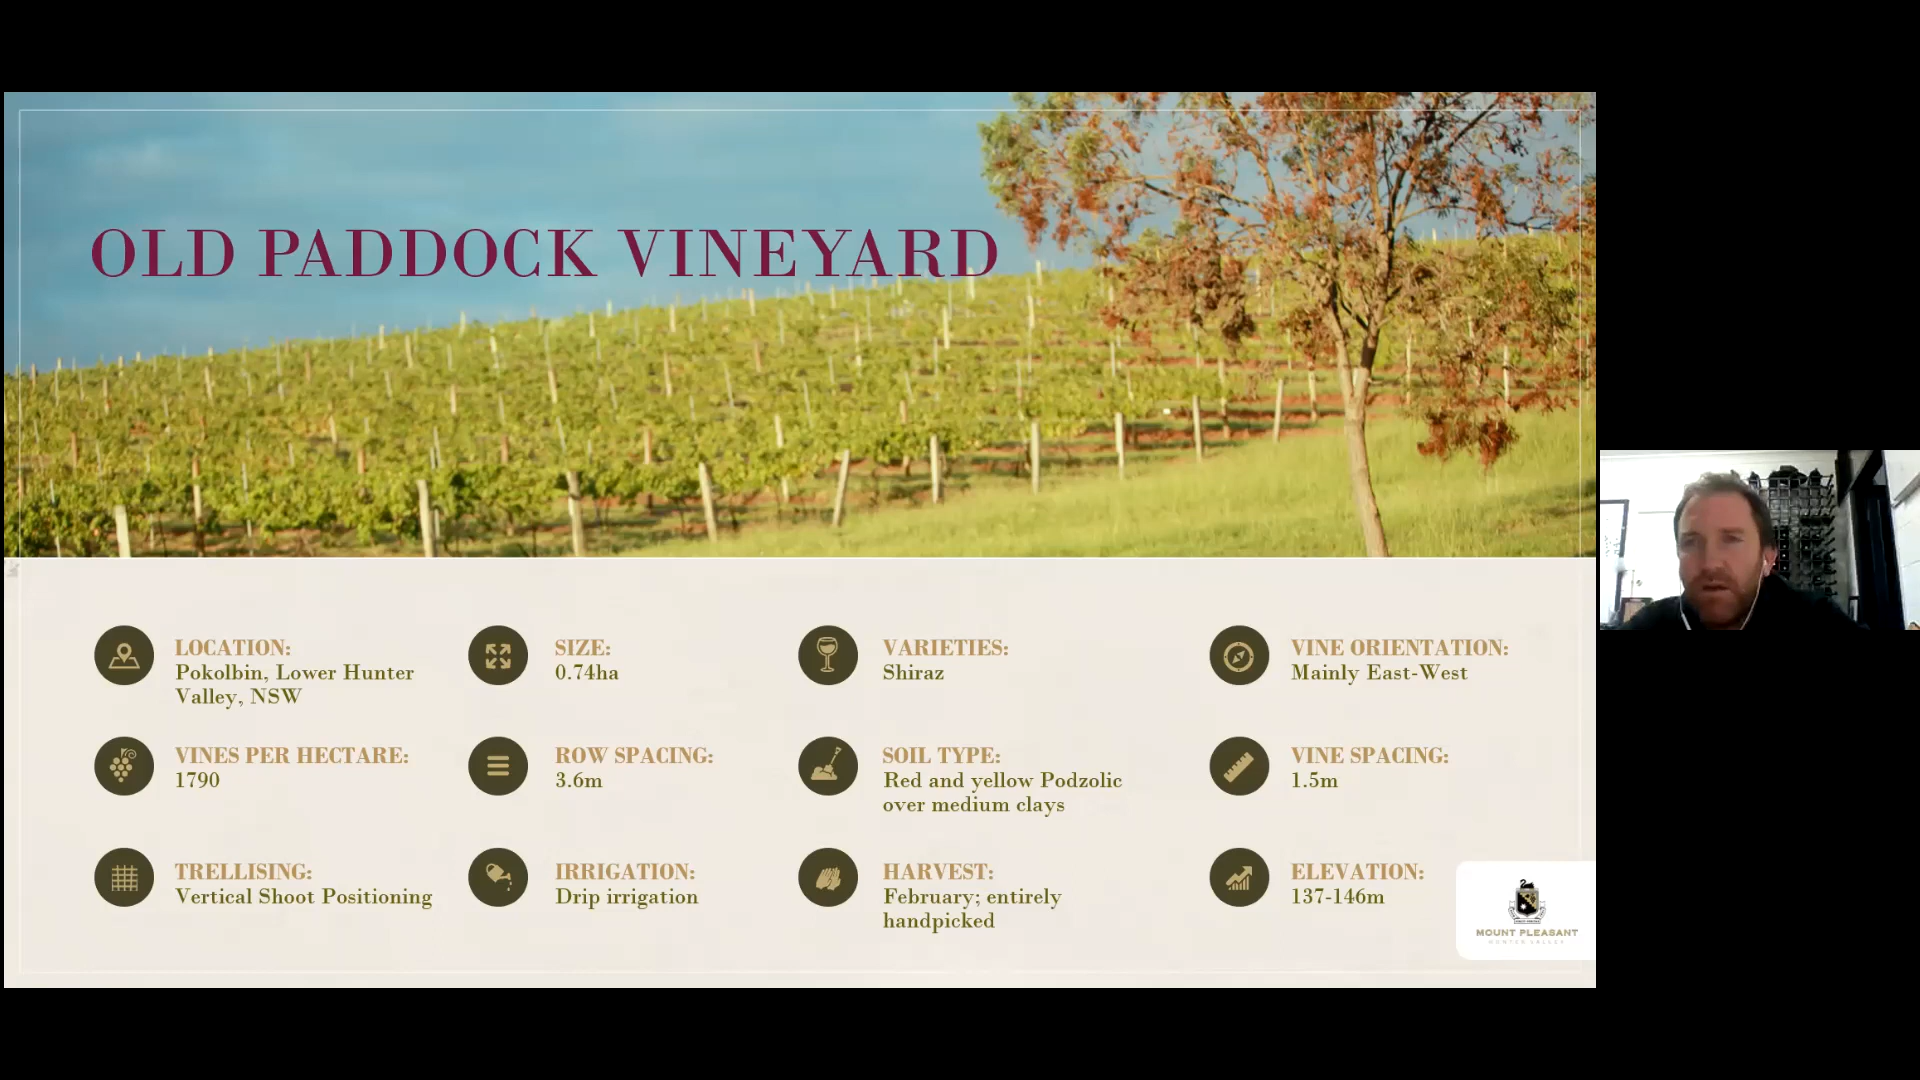 OLD PADDOCK VINEYARD
LOCATION:
Pokolbin, Lower Hunter
Valley, NSW
SIZE:
0.74ha
VARIETIES:
Shiraz
VINE ORIENTATION:
Mainly East-West
VINES PER HECTARE:
1790
ROW SPACING:
3.6m
SOIL TYPE:
Red and yellow Podzolic
over medium clays
VINE SPACING:
1.5m
TRELLISING:
Vertical Shoot Positioning
IRRIGATION:
Drip irrigation
HARVEST:
February; entirely
handpicked
ELEVATION:
137-146m
MOUNT PLEASANT
HUNTER VALLEY